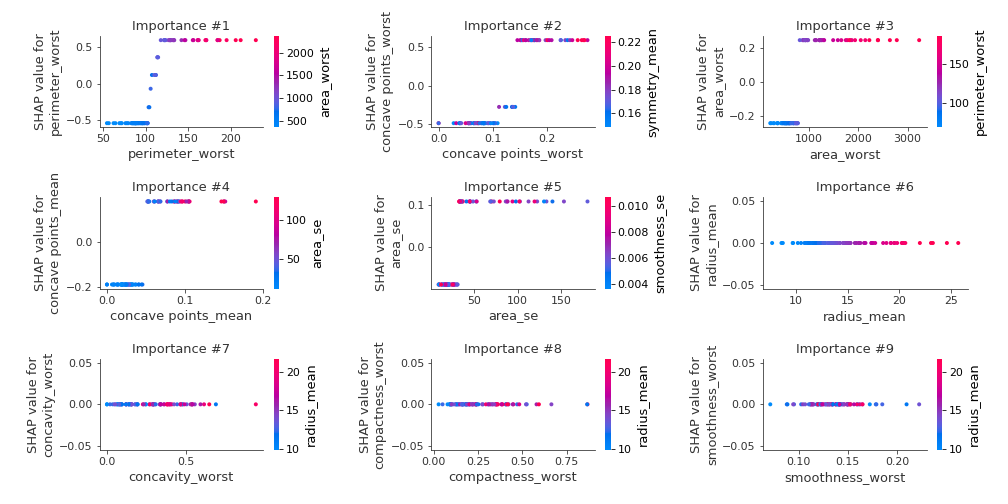 Importance #1
Importance #2
Importance #3
SHAP value for
perimeter_worst
0.5
0.0
−0.5
50
100
150
200
perimeter_worst
2000
1500
1000
500
area_worst
SHAP value for
concave points_worst
0.5
0.0
−0.5
0.0
0.1
0.2
concave points_worst
0.22
0.20
0.18
0.16
symmetry_mean
SHAP value for
area_worst
0.2
0.0
−0.2
1000
2000
3000
area_worst
150
100
perimeter_worst
Importance #4
Importance #5
Importance #6
SHAP value for
concave points_mean
0.0
−0.2
0.0
0.1
0.2
concave points_mean
100
50
area_se
SHAP value for
area_se
0.1
0.0
50
100
150
area_se
0.010
0.008
0.006
0.004
smoothness_se
SHAP value for
radius_mean
0.05
0.00
−0.05
10
15
20
25
radius_mean
Importance #7
Importance #8
Importance #9
SHAP value for
concavity_worst
0.05
0.00
−0.05
0.0
0.5
concavity_worst
20
15
10
radius_mean
SHAP value for
compactness_worst
0.05
0.00
−0.05
0.00
0.25
0.50
0.75
compactness_worst
20
15
10
radius_mean
SHAP value for
smoothness_worst
0.05
0.00
−0.05
0.10
0.15
0.20
smoothness_worst
20
15
10
radius_mean